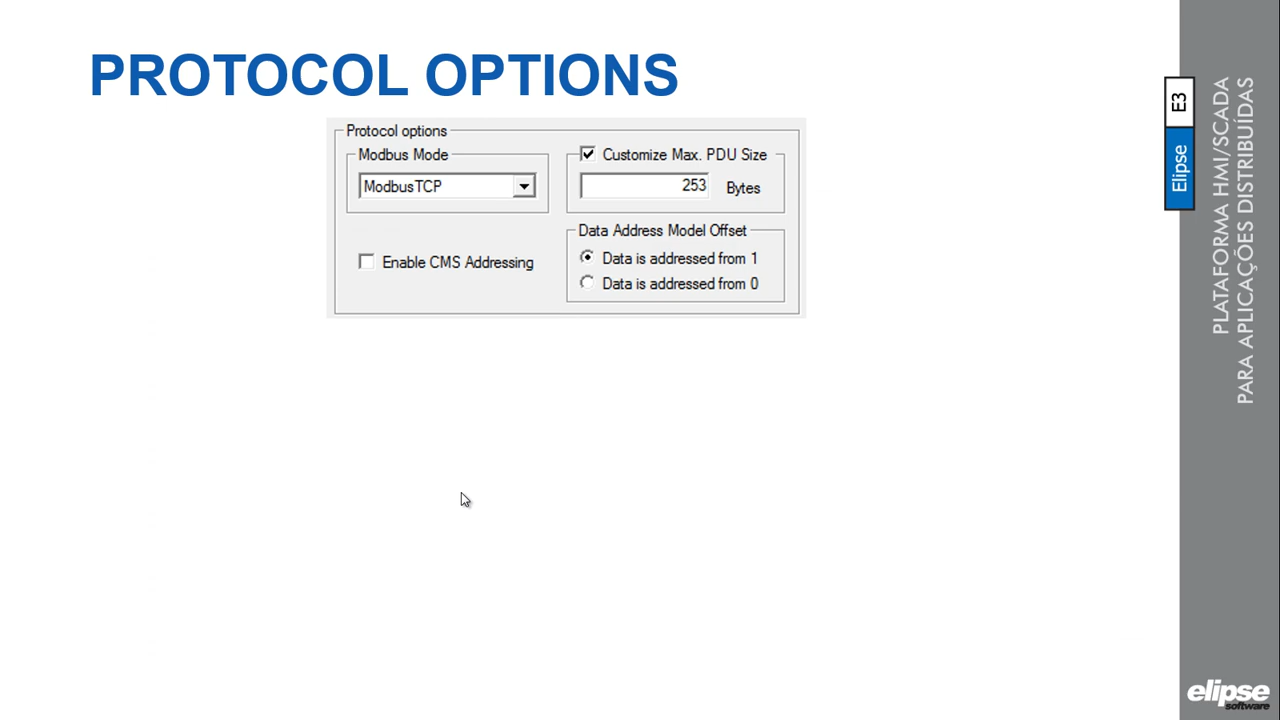 PROTOCOL OPTIONS
Protocol options
Modbus Mode
ModbusTCP
Customize Max. PDU Size
253 Bytes
Enable CMS Addressing
Data Address Model Offset
Data is addressed from 1
Data is addressed from 0
Elipse E3
PLATAFORMA HMI/SCADA
PARA APLICAÇÕES DISTRIBUÍDAS
elipse
software